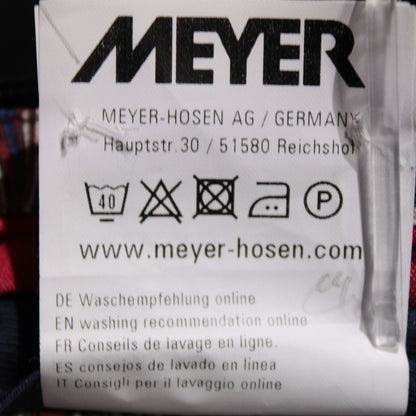 MEYER
MEYER-HOSEN AG / GERMANY
Hauptstr.30 / 51580 Reichshof
40 P
www.meyer-hosen.com
DE Waschempfehlung online
EN washing recommendation online
FR Conseils de lavage en ligne.
ES consejos de lavado en linea
IT Consigli per il lavaggio online